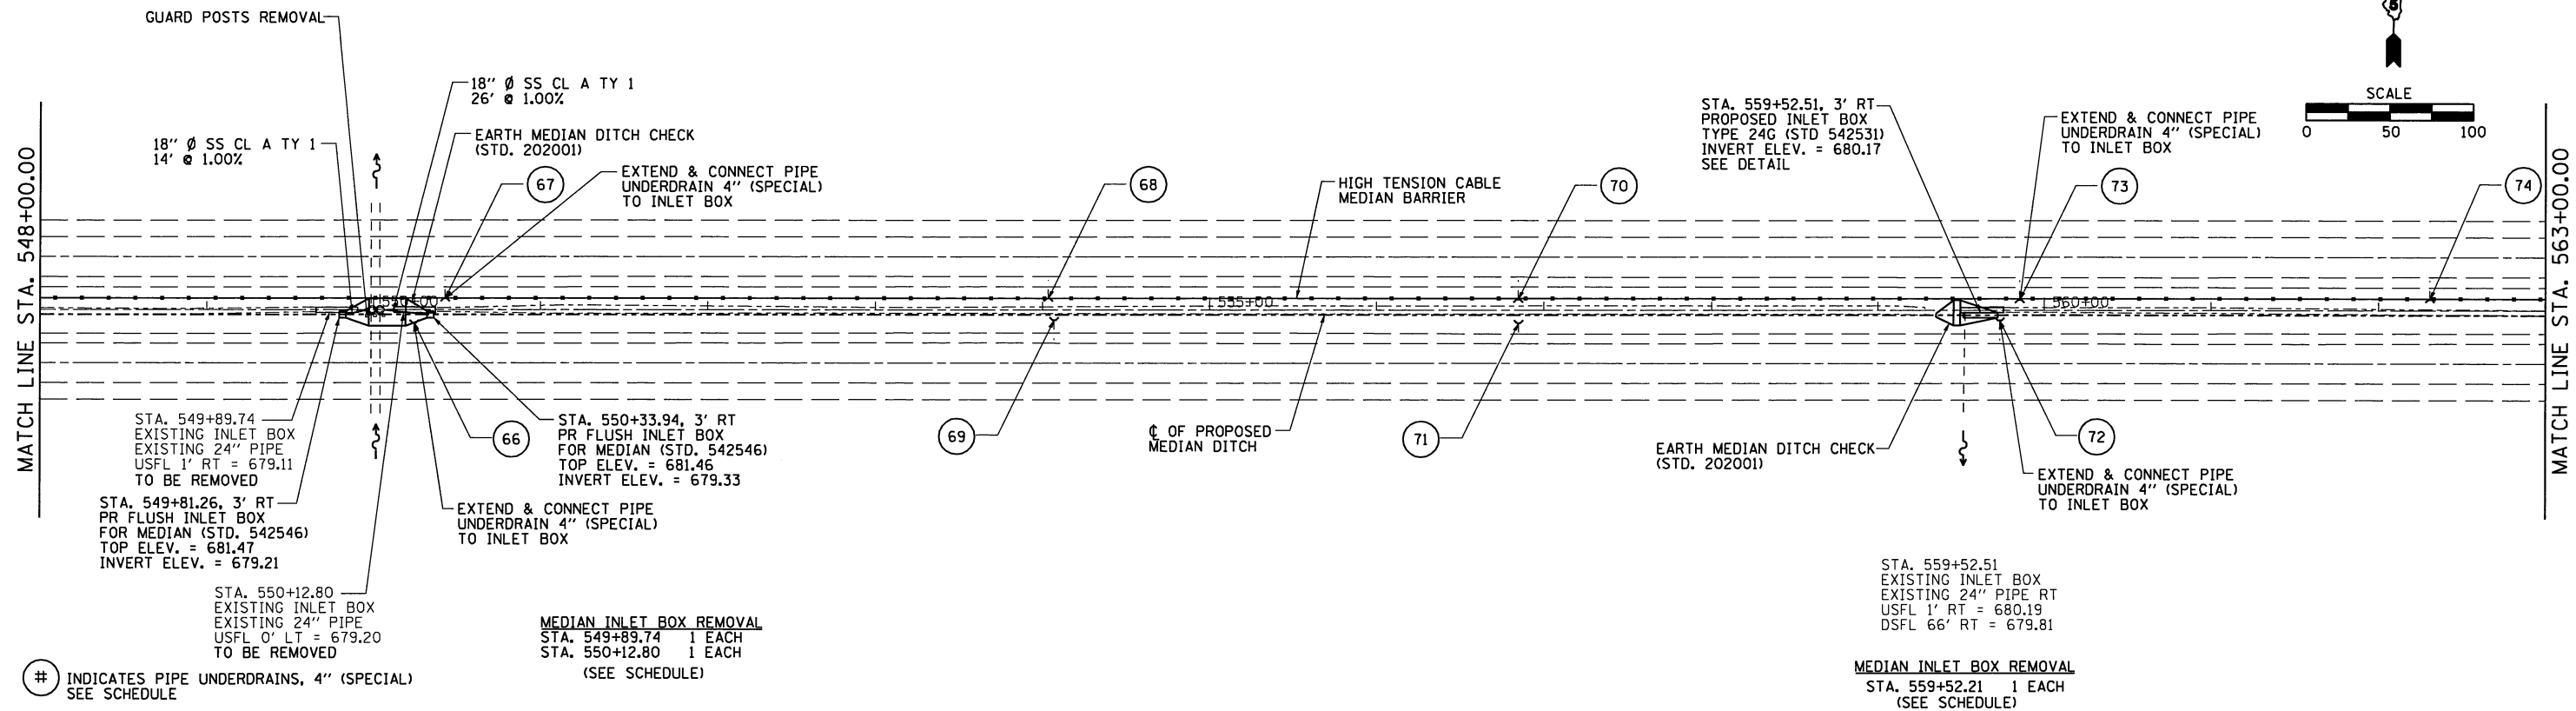 GUARD POSTS REMOVAL
18" Ø SS CL A TY 1
26' @ 1.00%
18" Ø SS CL A TY 1
14' @ 1.00%
EARTH MEDIAN DITCH CHECK
(STD. 202001)
EXTEND & CONNECT PIPE
UNDERDRAIN 4" (SPECIAL)
TO INLET BOX
67
68
HIGH TENSION CABLE
MEDIAN BARRIER
70
STA. 559+52.51, 3' RT
PROPOSED INLET BOX
TYPE 24G (STD 542531)
INVERT ELEV. = 680.17
SEE DETAIL
EXTEND & CONNECT PIPE
UNDERDRAIN 4" (SPECIAL)
TO INLET BOX
73
74
SCALE
0 50 100
MATCH LINE STA. 548+00.00
MATCH LINE STA. 563+00.00
550+00
555+00
560+00
STA. 549+89.74
EXISTING INLET BOX
EXISTING 24" PIPE
USFL 1' RT = 679.11
TO BE REMOVED
STA. 549+81.26, 3' RT
PR FLUSH INLET BOX
FOR MEDIAN (STD. 542546)
TOP ELEV. = 681.47
INVERT ELEV. = 679.21
STA. 550+12.80
EXISTING INLET BOX
EXISTING 24" PIPE
USFL 0' LT = 679.20
TO BE REMOVED
66
STA. 550+33.94, 3' RT
PR FLUSH INLET BOX
FOR MEDIAN (STD. 542546)
TOP ELEV. = 681.46
INVERT ELEV. = 679.33
EXTEND & CONNECT PIPE
UNDERDRAIN 4" (SPECIAL)
TO INLET BOX
MEDIAN INLET BOX REMOVAL
STA. 549+89.74 1 EACH
STA. 550+12.80 1 EACH
(SEE SCHEDULE)
69
℄ OF PROPOSED
MEDIAN DITCH
71
EARTH MEDIAN DITCH CHECK
(STD. 202001)
72
EXTEND & CONNECT PIPE
UNDERDRAIN 4" (SPECIAL)
TO INLET BOX
STA. 559+52.51
EXISTING INLET BOX
EXISTING 24" PIPE RT
USFL 1' RT = 680.19
DSFL 66' RT = 679.81
MEDIAN INLET BOX REMOVAL
STA. 559+52.21 1 EACH
(SEE SCHEDULE)
# INDICATES PIPE UNDERDRAINS, 4" (SPECIAL)
SEE SCHEDULE